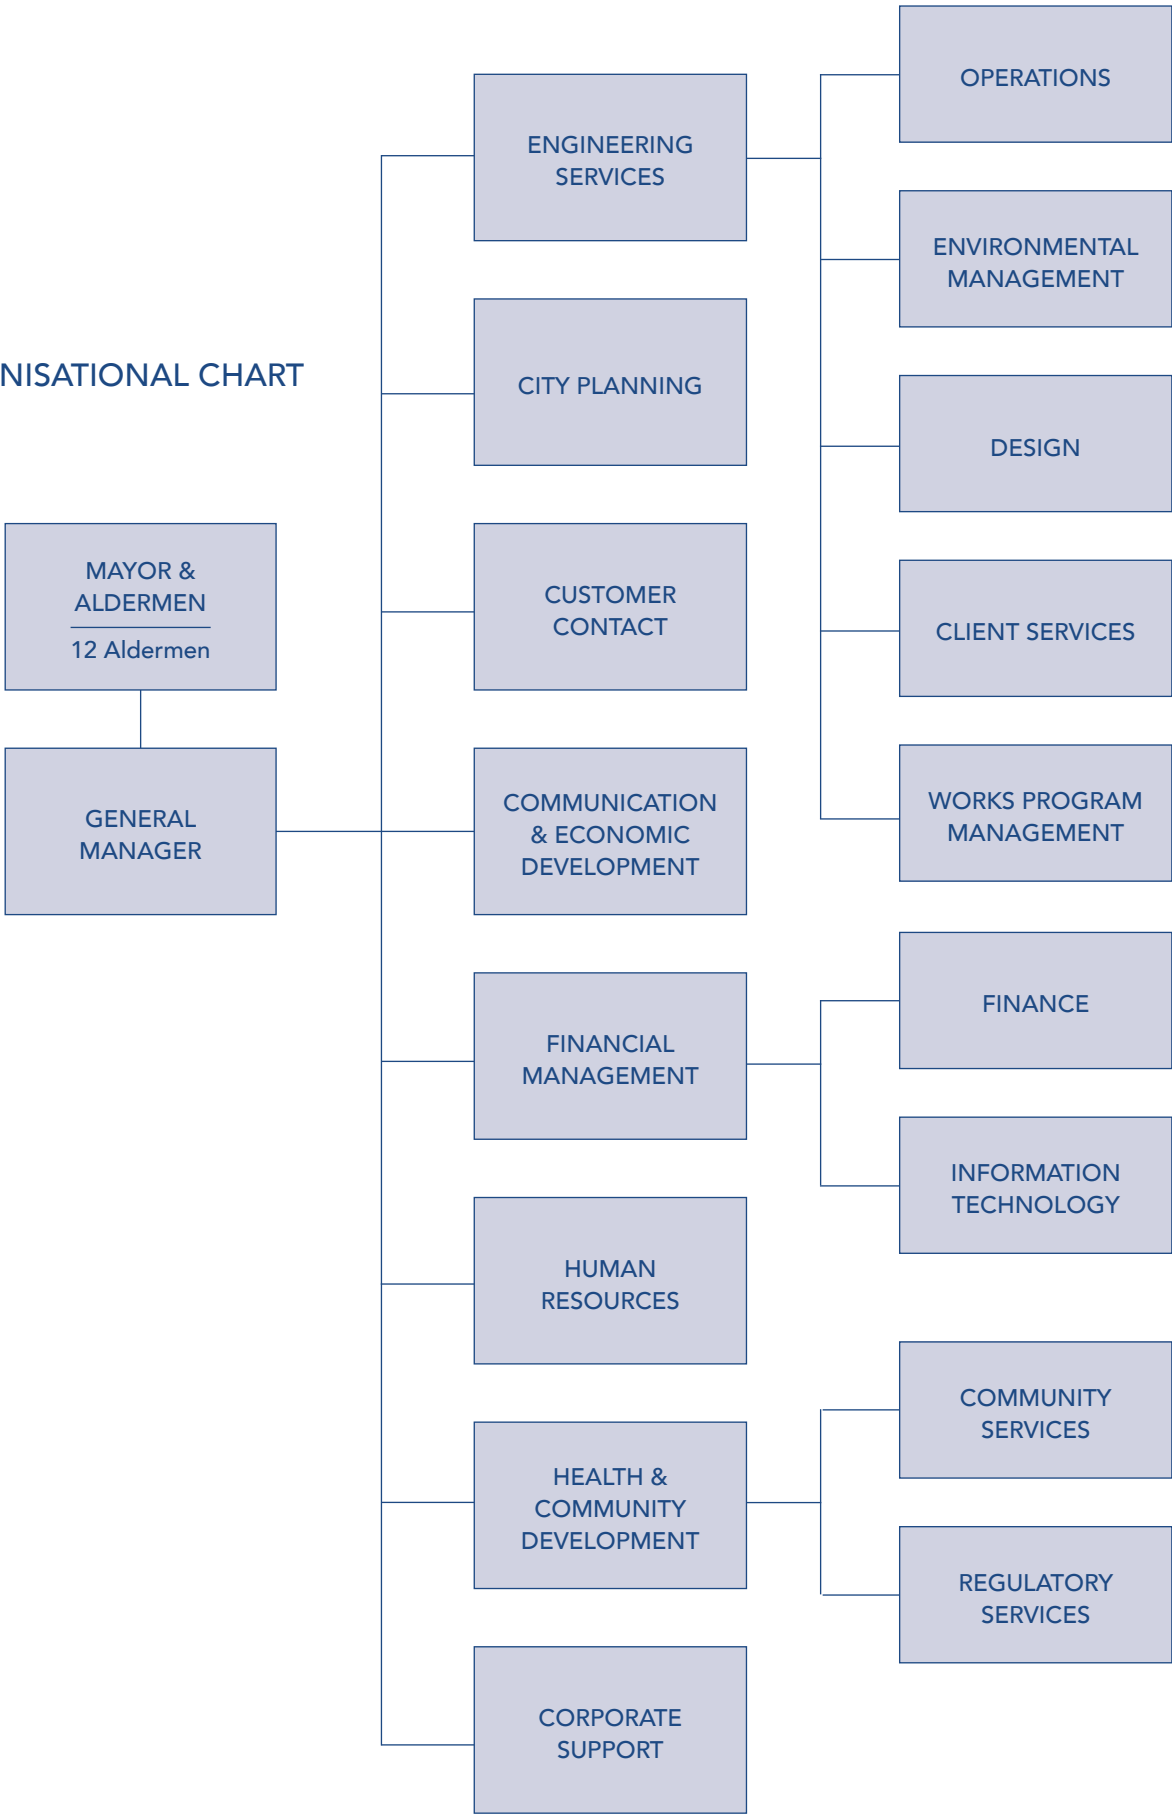 NISATIONAL CHART
MAYOR &
ALDERMEN
12 Aldermen
GENERAL
MANAGER
ENGINEERING
SERVICES
CITY PLANNING
CUSTOMER
CONTACT
COMMUNICATION
& ECONOMIC
DEVELOPMENT
FINANCIAL
MANAGEMENT
HUMAN
RESOURCES
HEALTH &
COMMUNITY
DEVELOPMENT
CORPORATE
SUPPORT
OPERATIONS
ENVIRONMENTAL
MANAGEMENT
DESIGN
CLIENT SERVICES
WORKS PROGRAM
MANAGEMENT
FINANCE
INFORMATION
TECHNOLOGY
COMMUNITY
SERVICES
REGULATORY
SERVICES